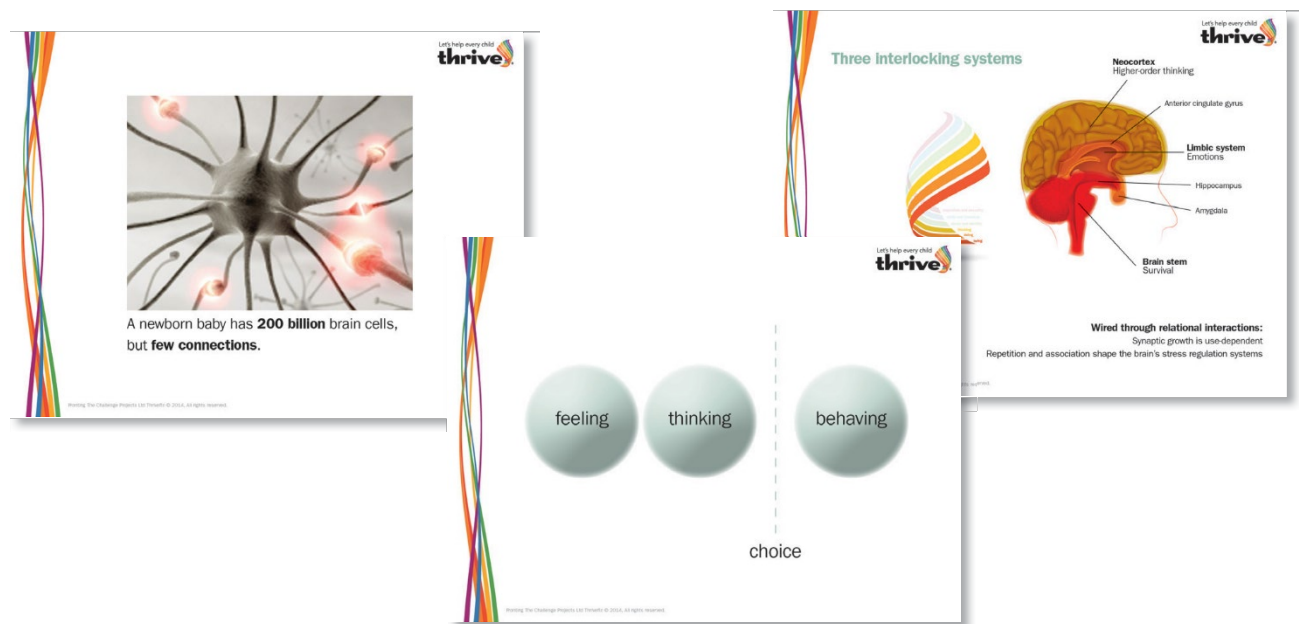 Let's help every child
thrive
A newborn baby has 200 billion brain cells,
but few connections.
Let's help every child
thrive
Three interlocking systems
Neocortex
Higher-order thinking
Anterior cingulate gyrus
Limbic system
Emotions
Hippocampus
Amygdala
Brain stem
Survival
Wired through relational interactions:
Synaptic growth is use-dependent
Repetition and association shape the brain's stress regulation systems
Let's help every child
thrive
feeling
thinking
behaving
choice